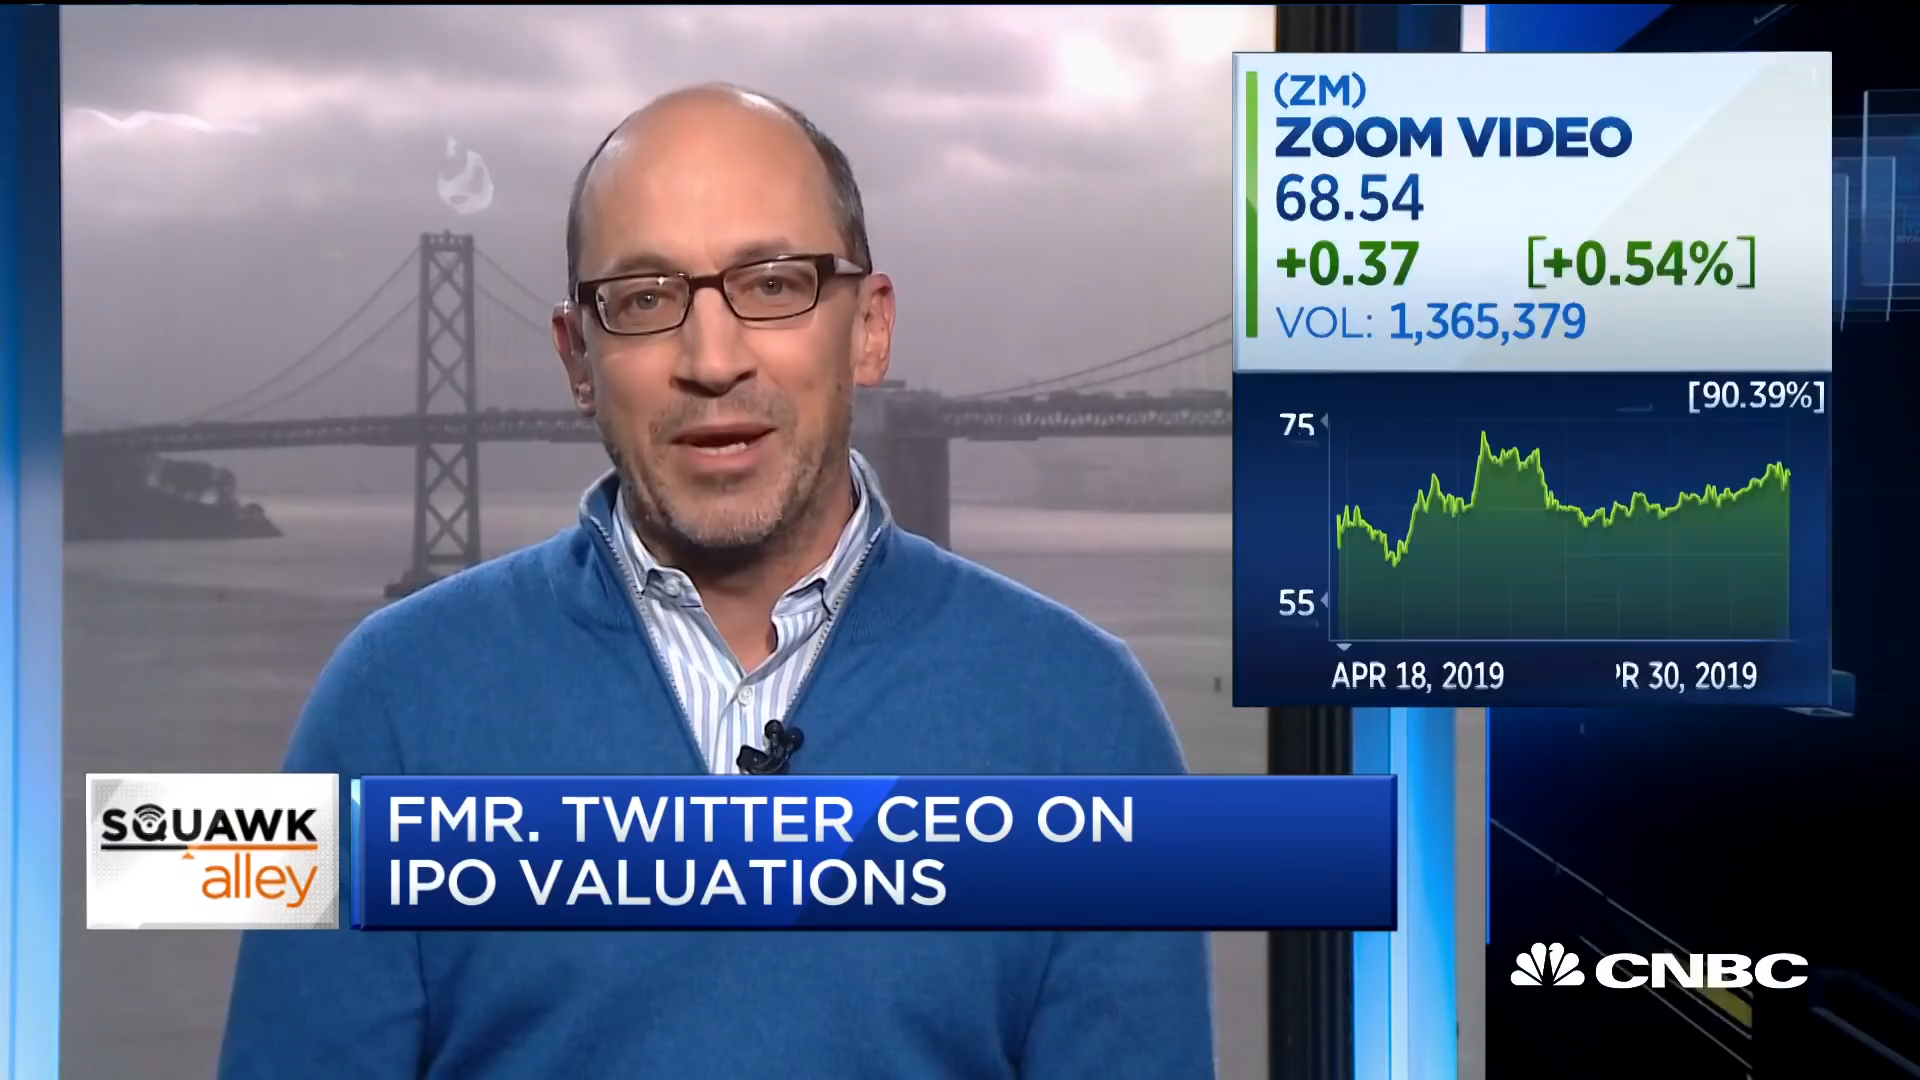 (ZM)
ZOOM VIDEO
68.54
+0.37 [+0.54%]
VOL: 1,365,379
[90.39%]
75
55
APR 18, 2019 R 30, 2019
SQUAWK
alley
FMR. TWITTER CEO ON
IPO VALUATIONS
CNBC